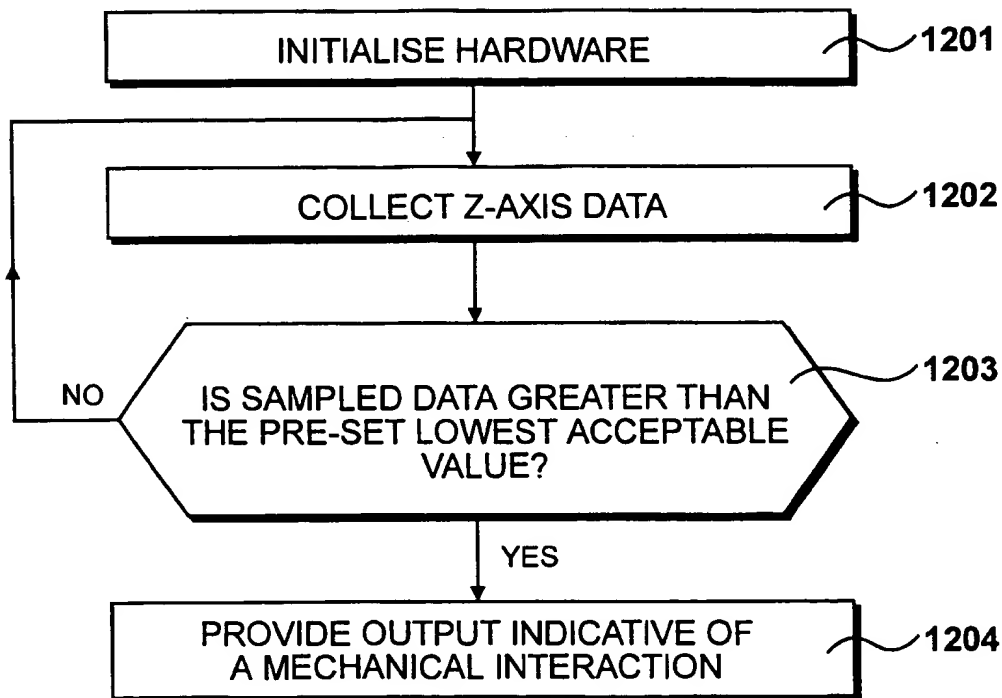 INITIALISE HARDWARE
1201
COLLECT Z-AXIS DATA
1202
IS SAMPLED DATA GREATER THAN
THE PRE-SET LOWEST ACCEPTABLE
VALUE?
1203
NO
YES
PROVIDE OUTPUT INDICATIVE OF
A MECHANICAL INTERACTION
1204